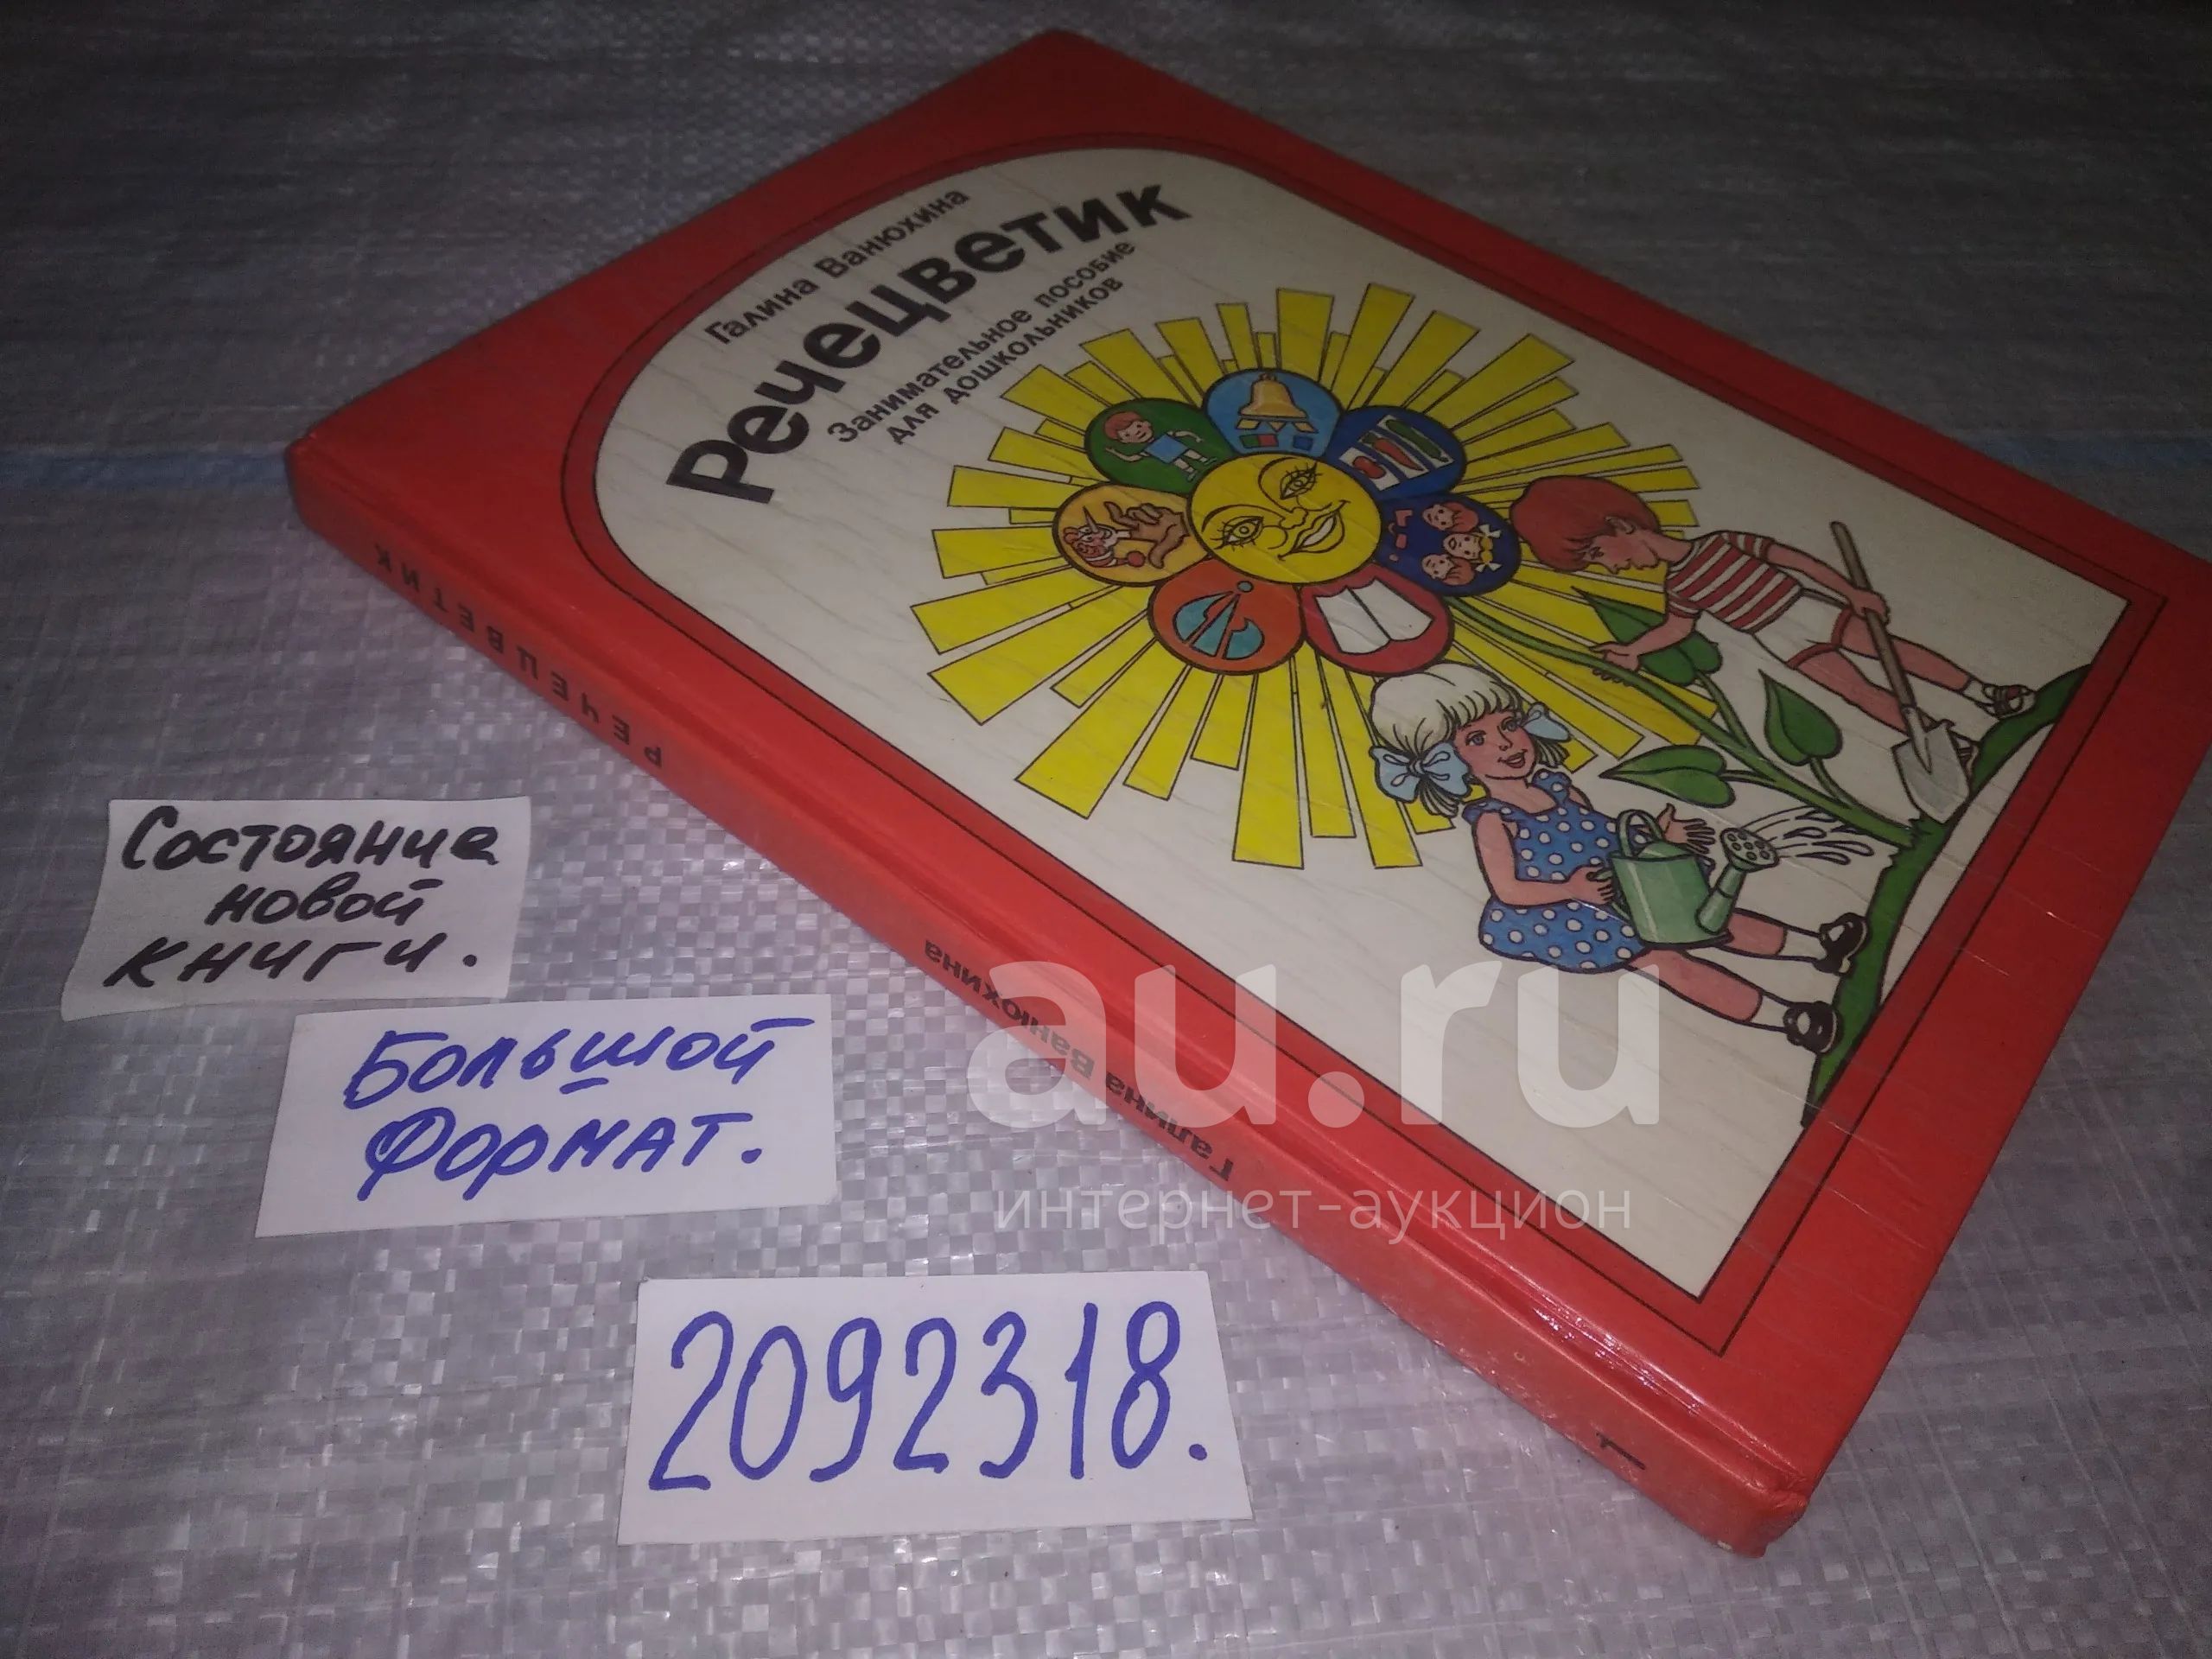 Галина Ванюхина
Речецветик
Занимательное пособие
для дошкольников
РЕЧЕЦВЕТИК
Галина Ванюхина
1
Состояние
новой
книги.
Большой
формат.
2092318.
au.ru
интернет-аукцион